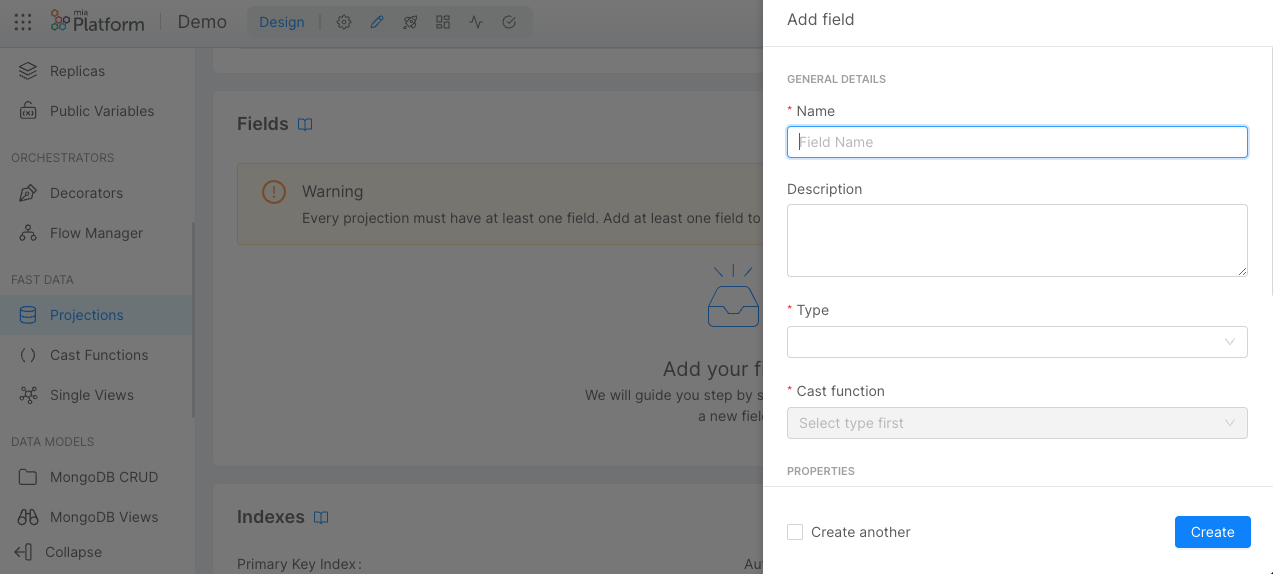 mia
Platform
Demo
Design
Replicas
Public Variables
ORCHESTRATORS
Decorators
Flow Manager
FAST DATA
Projections
Cast Functions
Single Views
DATA MODELS
MongoDB CRUD
MongoDB Views
Collapse
Fields
Warning
Every projection must have at least one field. Add at least one field to
Add your fi
We will guide you step by s
a new fiel
Indexes
Primary Key Index:
Au
Add field
GENERAL DETAILS
* Name
Field Name
Description
* Type
* Cast function
Select type first
PROPERTIES
Create another
Create